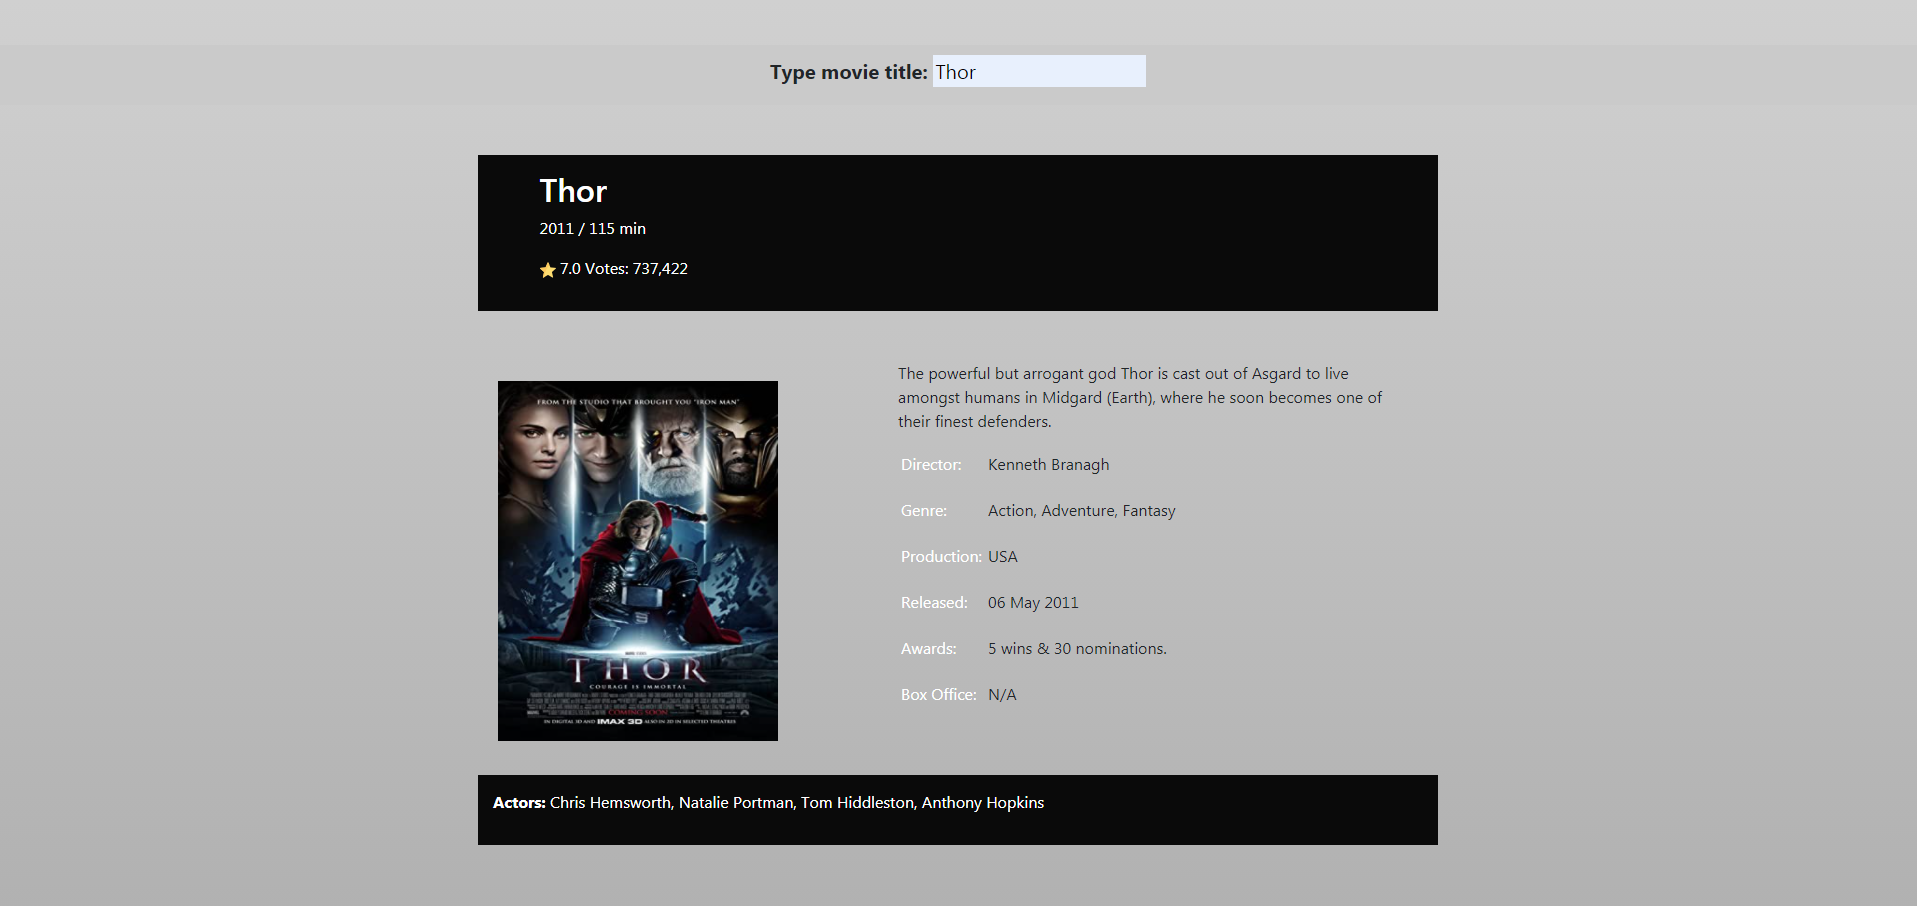 Type movie title: Thor
Thor
2011 / 115 min
7.0 Votes: 737,422
FROM THE STUDIO THAT BROUGHT YOU "IRON MAN"
THOR
COURAGE IS IMMORTAL
COMING SOON
IN DIGITAL 3D AND IMAX 3D ALSO IN 2D IN SELECTED THEATRES
The powerful but arrogant god Thor is cast out of Asgard to live
amongst humans in Midgard (Earth), where he soon becomes one of
their finest defenders.
Director: Kenneth Branagh
Genre: Action, Adventure, Fantasy
Production: USA
Released: 06 May 2011
Awards: 5 wins & 30 nominations.
Box Office: N/A
Actors: Chris Hemsworth, Natalie Portman, Tom Hiddleston, Anthony Hopkins